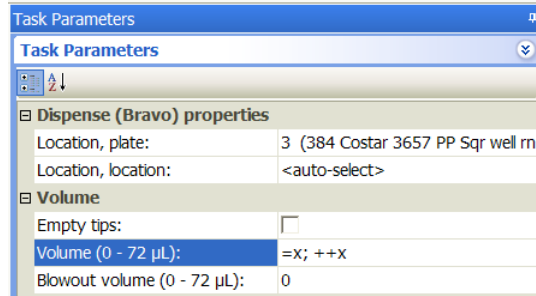 Task Parameters
Task Parameters
Dispense (Bravo) properties
Location, plate: 3 (384 Costar 3657 PP Sqr well rn
Location, location: <auto-select>
Volume
Empty tips:
Volume (0 - 72 µL): =x; ++x
Blowout volume (0 - 72 µL): 0